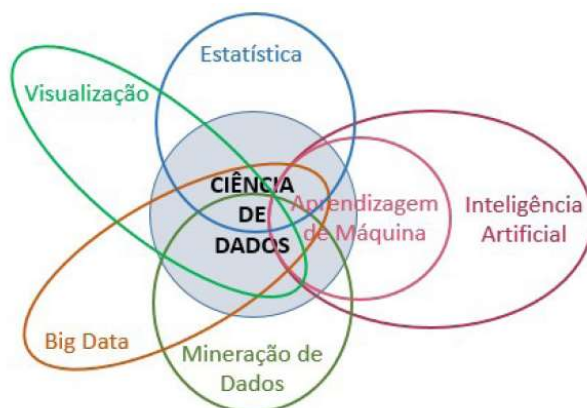 Estatística
Visualização
CIÊNCIA
DE
DADOS
Aprendizagem
de Máquina
Inteligência
Artificial
Big Data
Mineração de
Dados